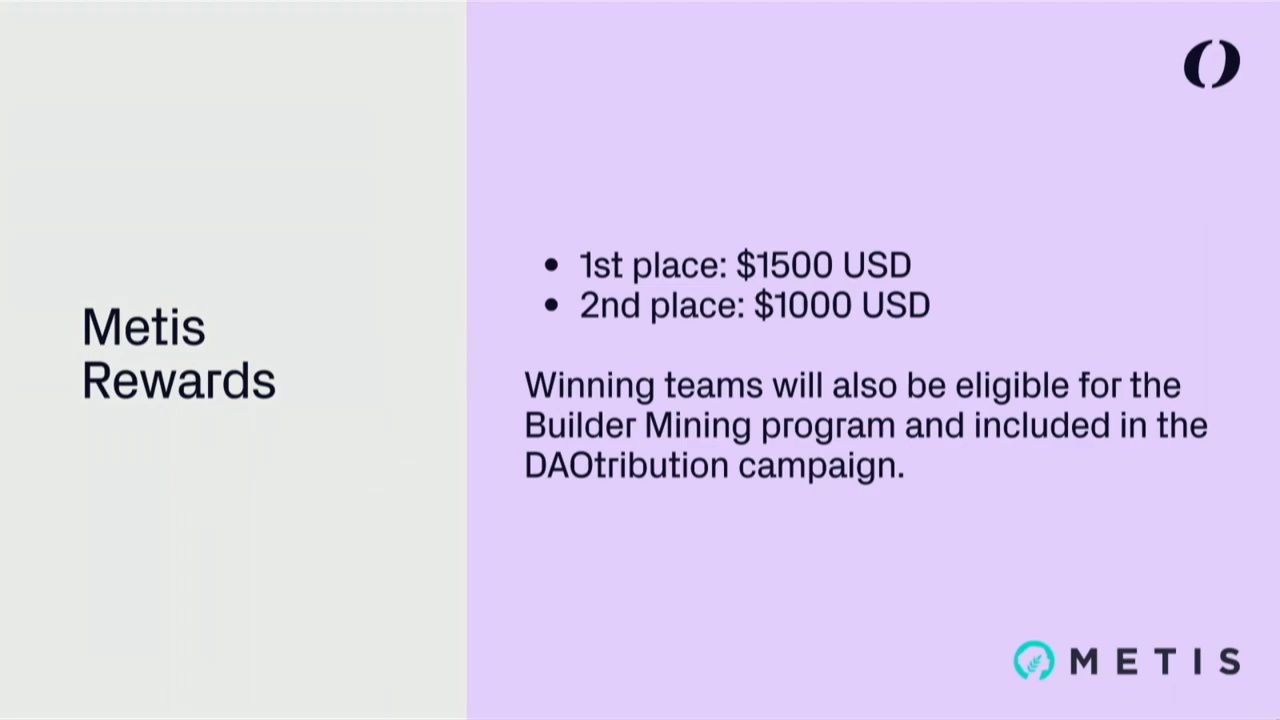 Metis
Rewards
• 1st place: $1500 USD
• 2nd place: $1000 USD
Winning teams will also be eligible for the
Builder Mining program and included in the
DAOtribution campaign.
METIS